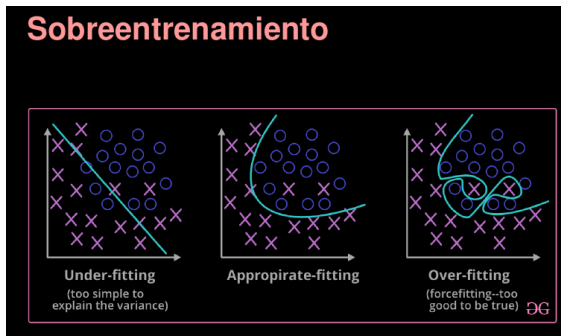 Sobreentrenamiento
Under-fitting
(too simple to
explain the variance)
Appropirate-fitting
Over-fitting
(forcefitting--too
good to be true)